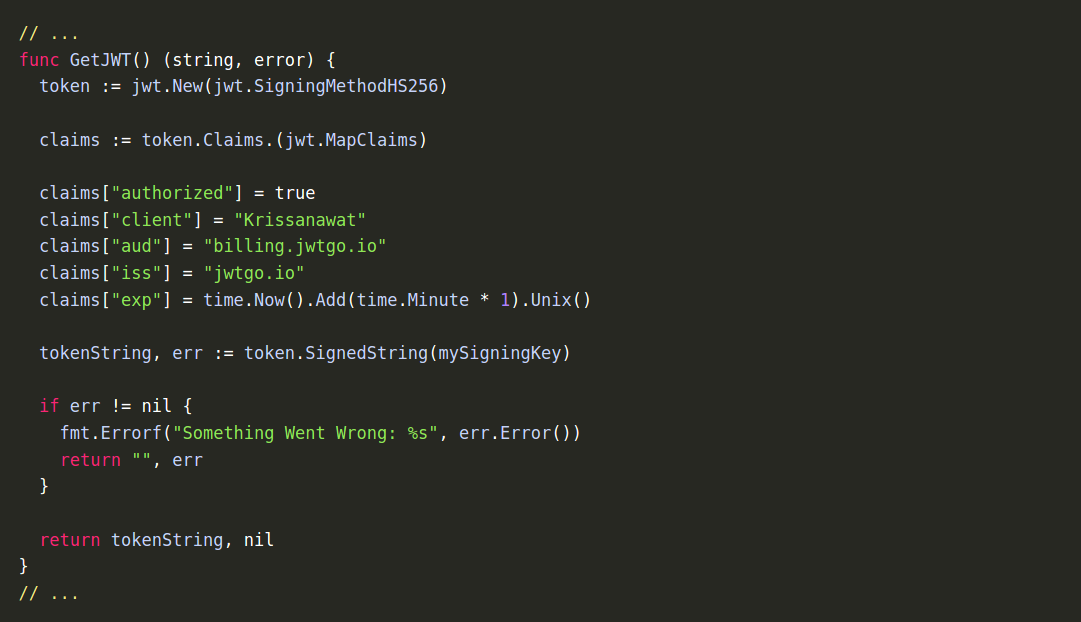 // ...
func GetJWT() (string, error) {
  token := jwt.New(jwt.SigningMethodHS256)

  claims := token.Claims.(jwt.MapClaims)

  claims["authorized"] = true
  claims["client"] = "Krissanawat"
  claims["aud"] = "billing.jwtgo.io"
  claims["iss"] = "jwtgo.io"
  claims["exp"] = time.Now().Add(time.Minute * 1).Unix()

  tokenString, err := token.SignedString(mySigningKey)

  if err != nil {
    fmt.Errorf("Something Went Wrong: %s", err.Error())
    return "", err
  }

  return tokenString, nil
}
// ...